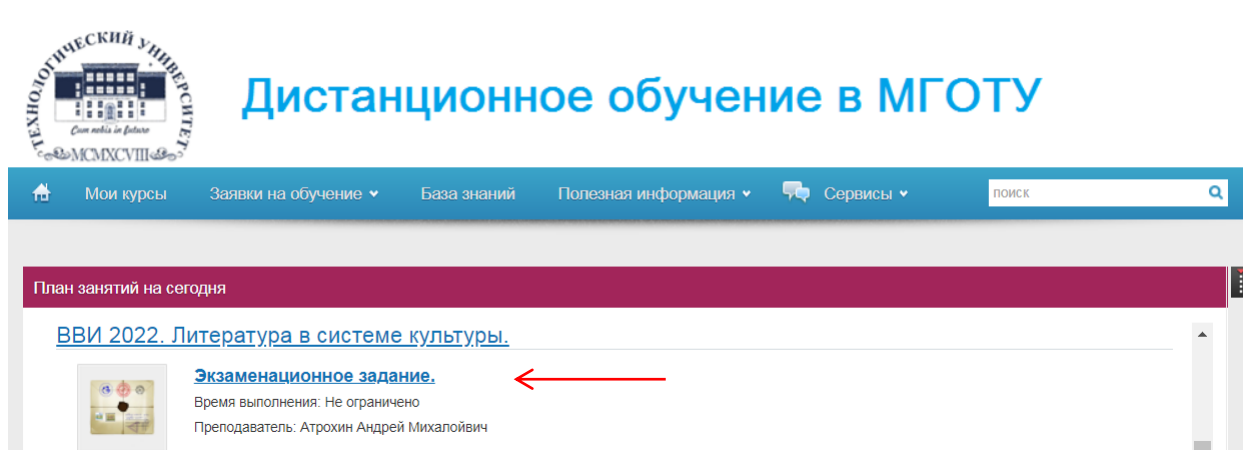 ТЕХНОЛОГИЧЕСКИЙ УНИВЕРСИТЕТ
Cum nobis in future
MCMXCVIII
Дистанционное обучение в МГОТУ
Мои курсы Заявки на обучение База знаний Полезная информация Сервисы поиск
План занятий на сегодня
ВВИ 2022. Литература в системе культуры.
Экзаменационное задание.
Время выполнения: Не ограничено
Преподаватель: Атрохин Андрей Михалойвич